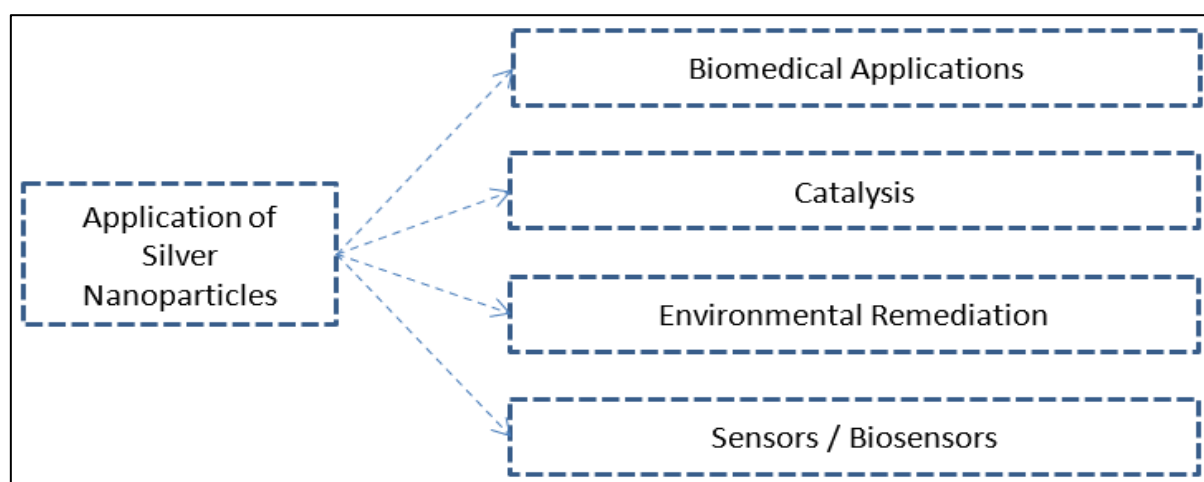 Application of
Silver
Nanoparticles
Biomedical Applications
Catalysis
Environmental Remediation
Sensors / Biosensors